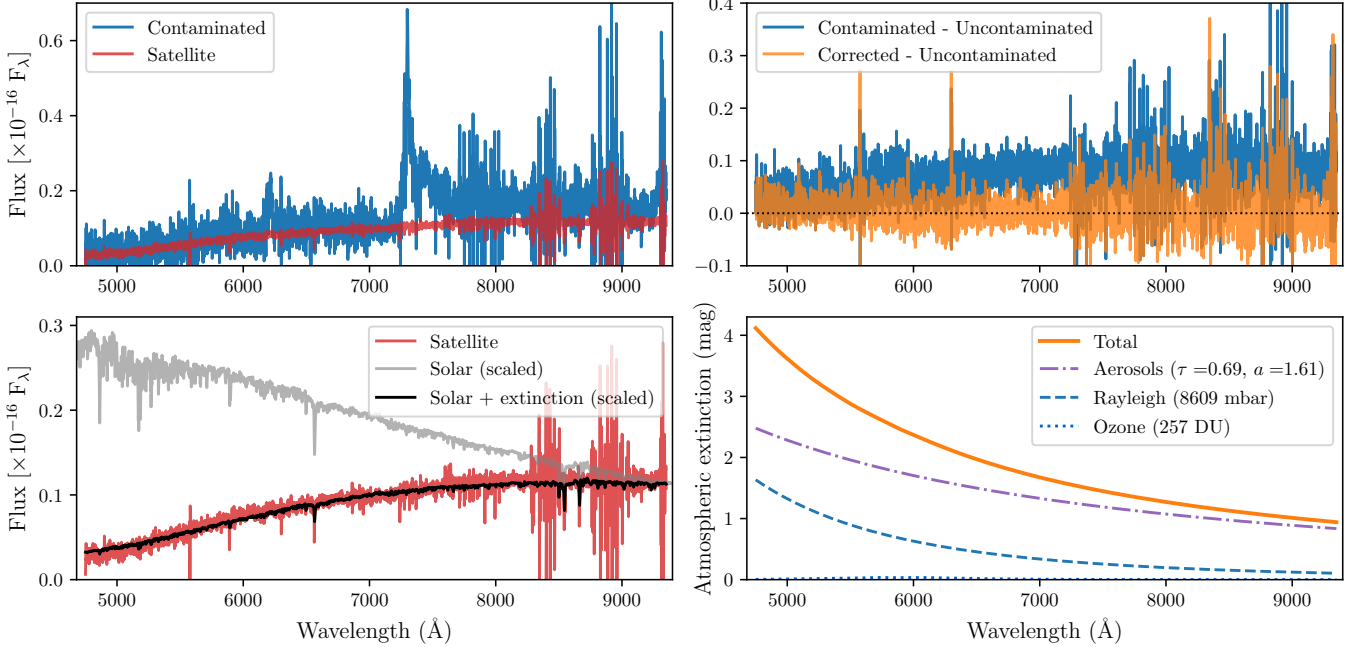 Contaminated
Satellite
Flux [×10⁻¹⁶ F_λ]
0.6
0.4
0.2
0.0
5000 6000 7000 8000 9000
Contaminated - Uncontaminated
Corrected - Uncontaminated
0.4
0.3
0.2
0.1
0.0
−0.1
5000 6000 7000 8000 9000
Satellite
Solar (scaled)
Solar + extinction (scaled)
Flux [×10⁻¹⁶ F_λ]
0.3
0.2
0.1
0.0
5000 6000 7000 8000 9000
Wavelength (Å)
Total
Aerosols (τ =0.69, a =1.61)
Rayleigh (8609 mbar)
Ozone (257 DU)
Atmospheric extinction (mag)
4
3
2
1
0
5000 6000 7000 8000 9000
Wavelength (Å)